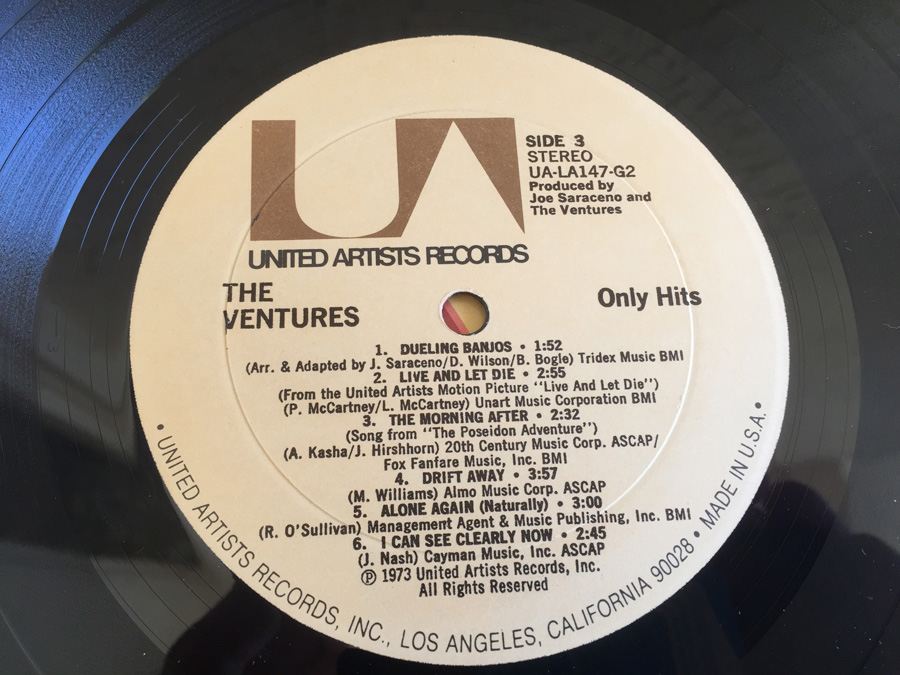 UA
SIDE 3
STEREO
UA-LA147-G2
Produced by
Joe Saraceno and
The Ventures
UNITED ARTISTS RECORDS
THE
VENTURES
Only Hits
1. DUELING BANJOS • 1:52
(Arr. & Adapted by J. Saraceno/D. Wilson/B. Bogle) Tridex Music BMI
2. LIVE AND LET DIE • 2:55
(From the United Artists Motion Picture "Live And Let Die")
(P. McCartney/L. McCartney) Unart Music Corporation BMI
3. THE MORNING AFTER • 2:32
(Song from "The Poseidon Adventure")
(A. Kasha/J. Hirshhorn) 20th Century Music Corp. ASCAP/
Fox Fanfare Music, Inc. BMI
4. DRIFT AWAY • 3:57
(M. Williams) Almo Music Corp. ASCAP
5. ALONE AGAIN (Naturally) • 3:00
(R. O'Sullivan) Management Agent & Music Publishing, Inc. BMI
6. I CAN SEE CLEARLY NOW • 2:45
(J. Nash) Cayman Music, Inc. ASCAP
℗ 1973 United Artists Records, Inc.
All Rights Reserved
• UNITED ARTISTS RECORDS, INC., LOS ANGELES, CALIFORNIA 90028 • MADE IN U.S.A. •